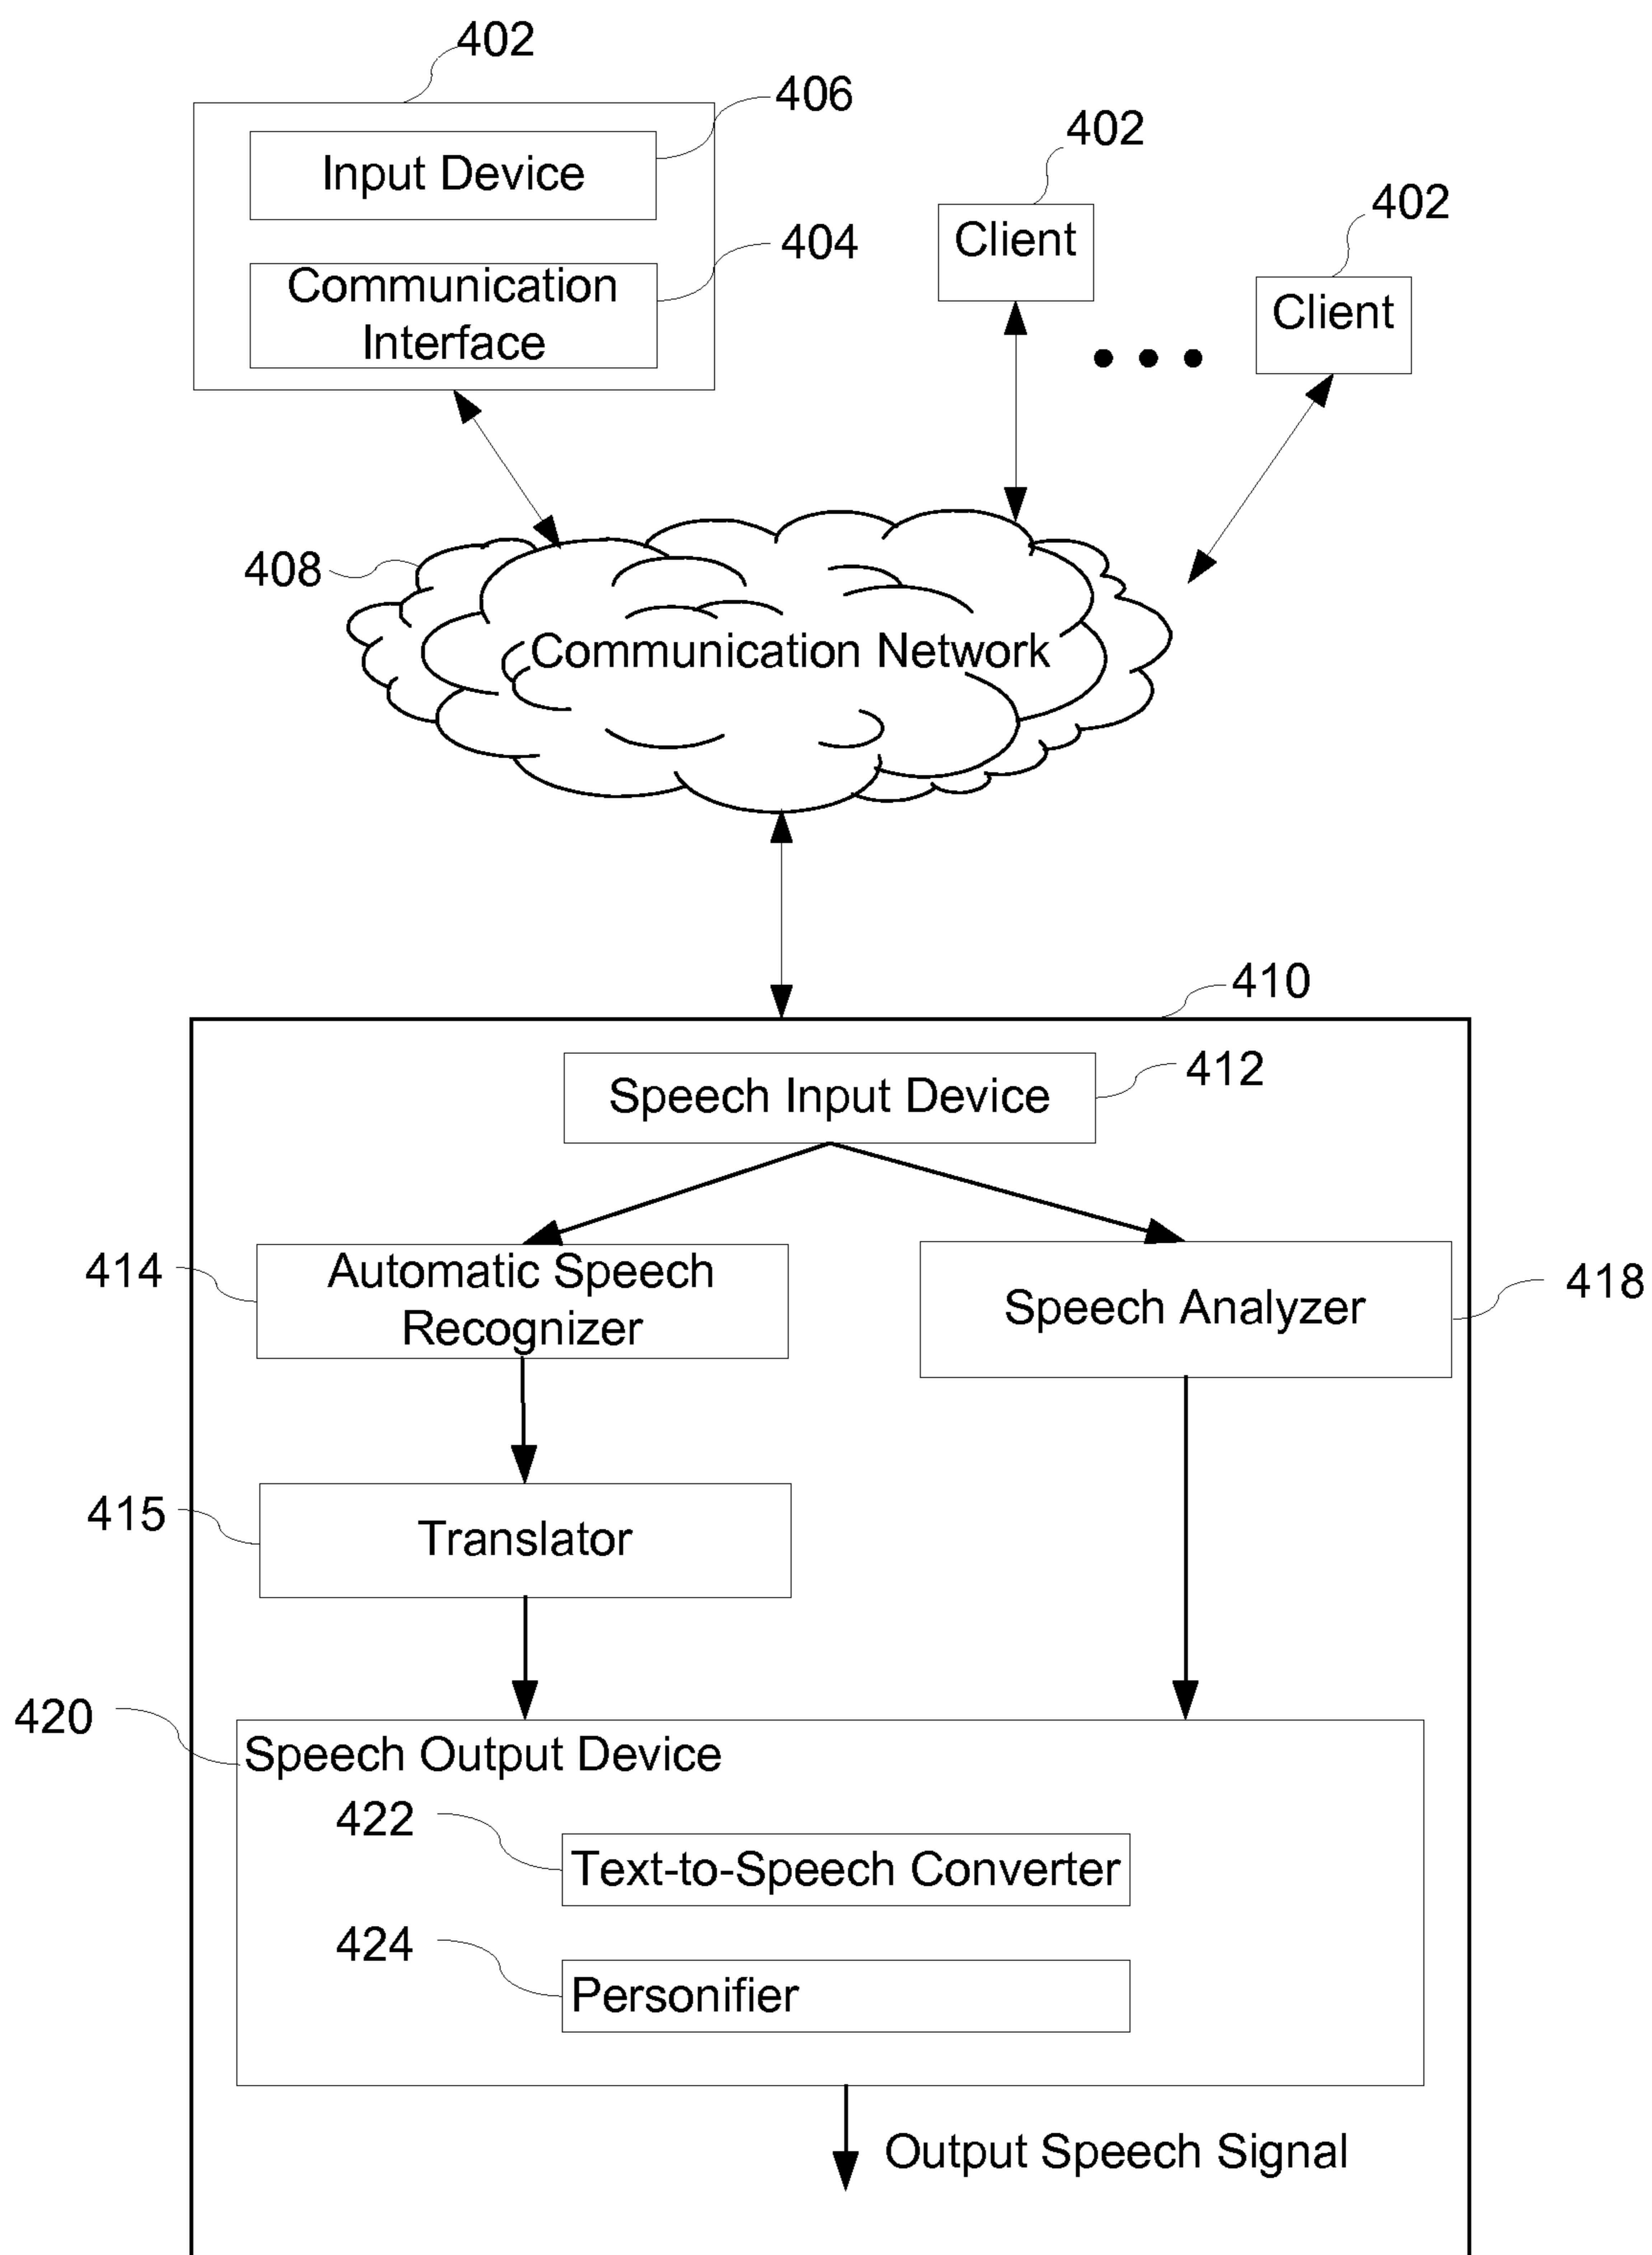 402
406
Input Device
402
402
404
Client
Communication
Interface
Client
408
Communication Network
410
Speech Input Device
412
414
Automatic Speech
Recognizer
Speech Analyzer
418
415
Translator
420
Speech Output Device
422
Text-to-Speech Converter
424
Personifier
Output Speech Signal